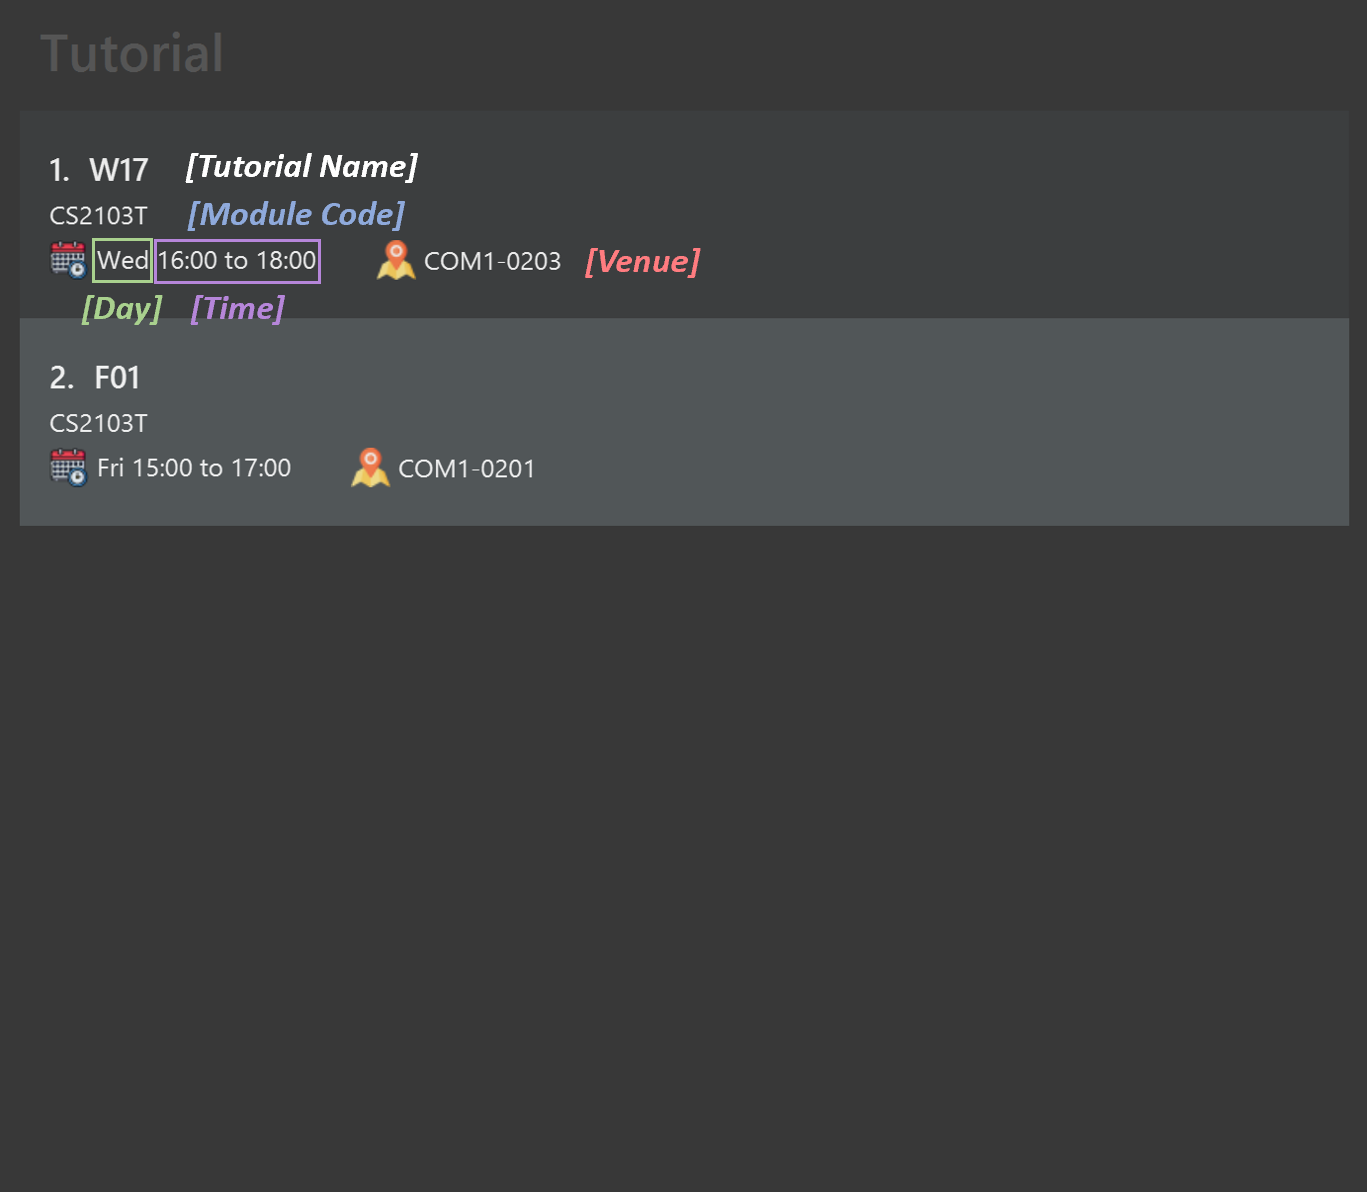 Tutorial
1. W17 [Tutorial Name]
CS2103T [Module Code]
Wed 16:00 to 18:00 COM1-0203 [Venue]
[Day] [Time]
2. F01
CS2103T
Fri 15:00 to 17:00 COM1-0201